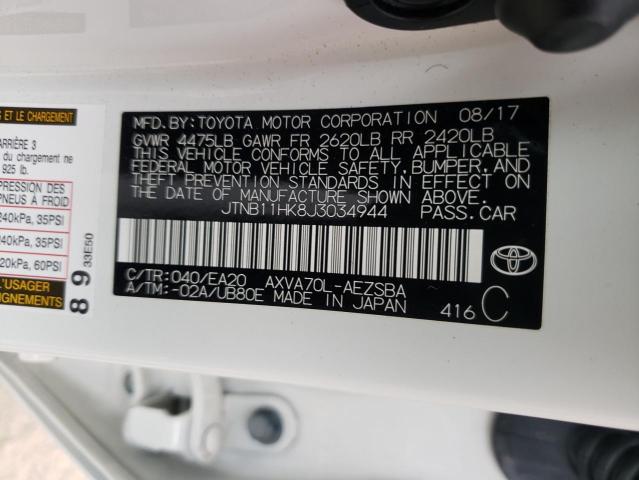 MFD. BY: TOYOTA MOTOR CORPORATION 08/17
GVWR 4475LB GAWR FR 2620LB RR 2420LB
THIS VEHICLE CONFORMS TO ALL APPLICABLE
FEDERAL MOTOR VEHICLE SAFETY, BUMPER, AND
THEFT PREVENTION STANDARDS IN EFFECT ON
THE DATE OF MANUFACTURE SHOWN ABOVE.
JTNB11HK8J3034944 PASS. CAR
C/TR: 040/EA20 AXVA70L-AEZSBA
A/TM: -02A/UB80E MADE IN JAPAN
416 C
TOYOTA
S ET LE CHARGEMENT
ARRIÈRE 3
du chargement ne
925 lb.
PRESSION DES
PNEUS À FROID
240kPa, 35PSI
240kPa, 35PSI
20kPa, 60PSI
L'USAGER
IGNEMENTS
89
33E50